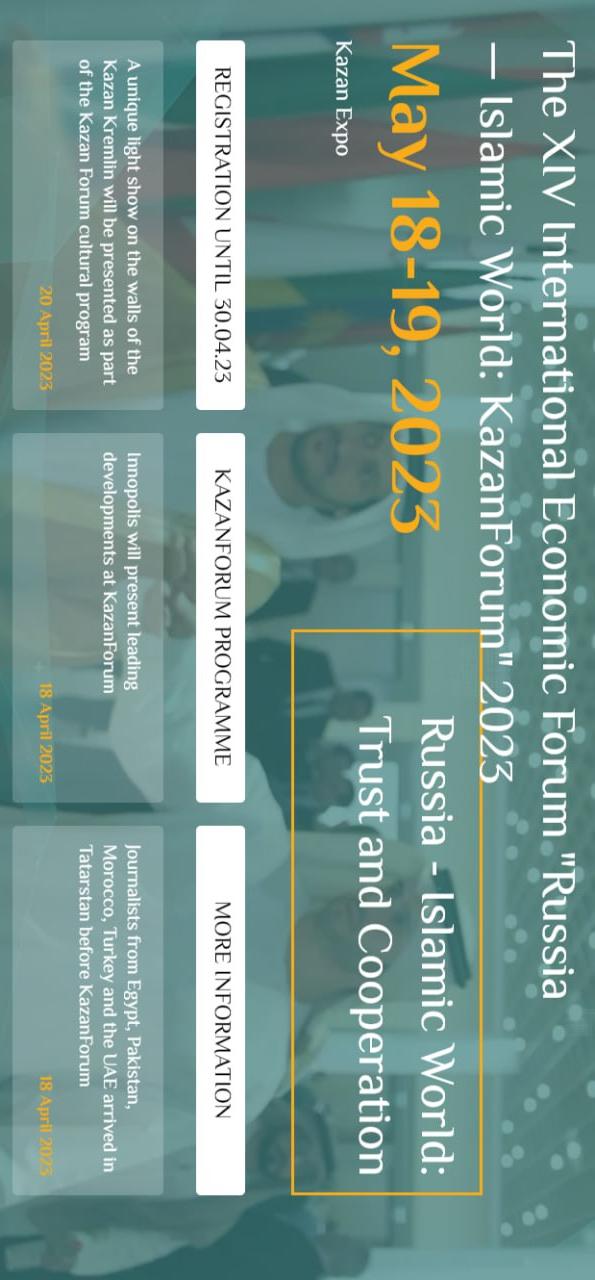 The XIV International Economic Forum "Russia
— Islamic World: KazanForum" 2023
May 18-19, 2023
Kazan Expo
Russia - Islamic World:
Trust and Cooperation
REGISTRATION UNTIL 30.04.23
KAZANFORUM PROGRAMME
MORE INFORMATION
A unique light show on the walls of the
Kazan Kremlin will be presented as part
of the Kazan Forum cultural program
20 April 2023
Innopolis will present leading
developments at KazanForum
18 April 2023
Journalists from Egypt, Pakistan,
Morocco, Turkey and the UAE arrived in
Tatarstan before KazanForum
18 April 2023